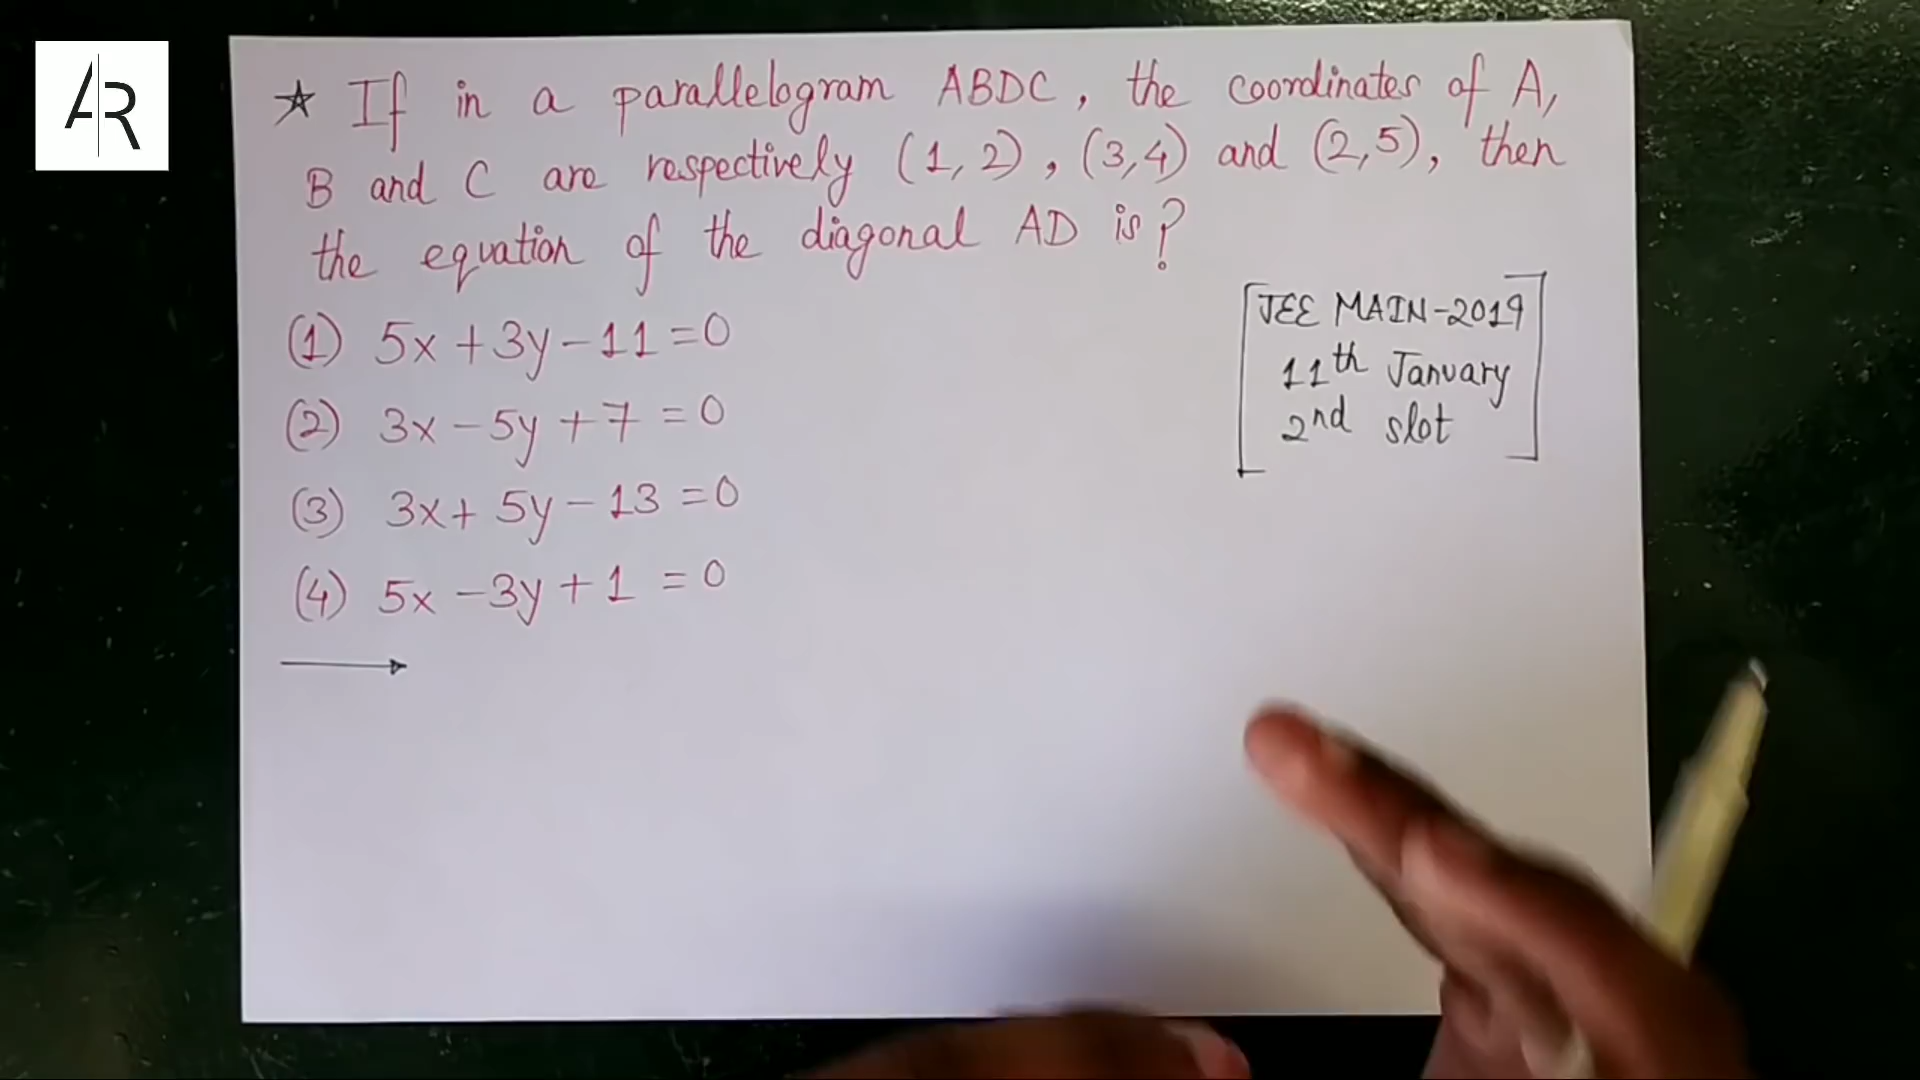 AR
☆ If in a parallelogram ABDC, the coordinates of A,
B and C are respectively (1,2), (3,4) and (2,5), then
the equation of the diagonal AD is?
(1) 5x + 3y - 11 = 0
(2) 3x - 5y + 7 = 0
(3) 3x + 5y - 13 = 0
(4) 5x - 3y + 1 = 0
[JEE MAIN-2019
11th January
2nd slot]